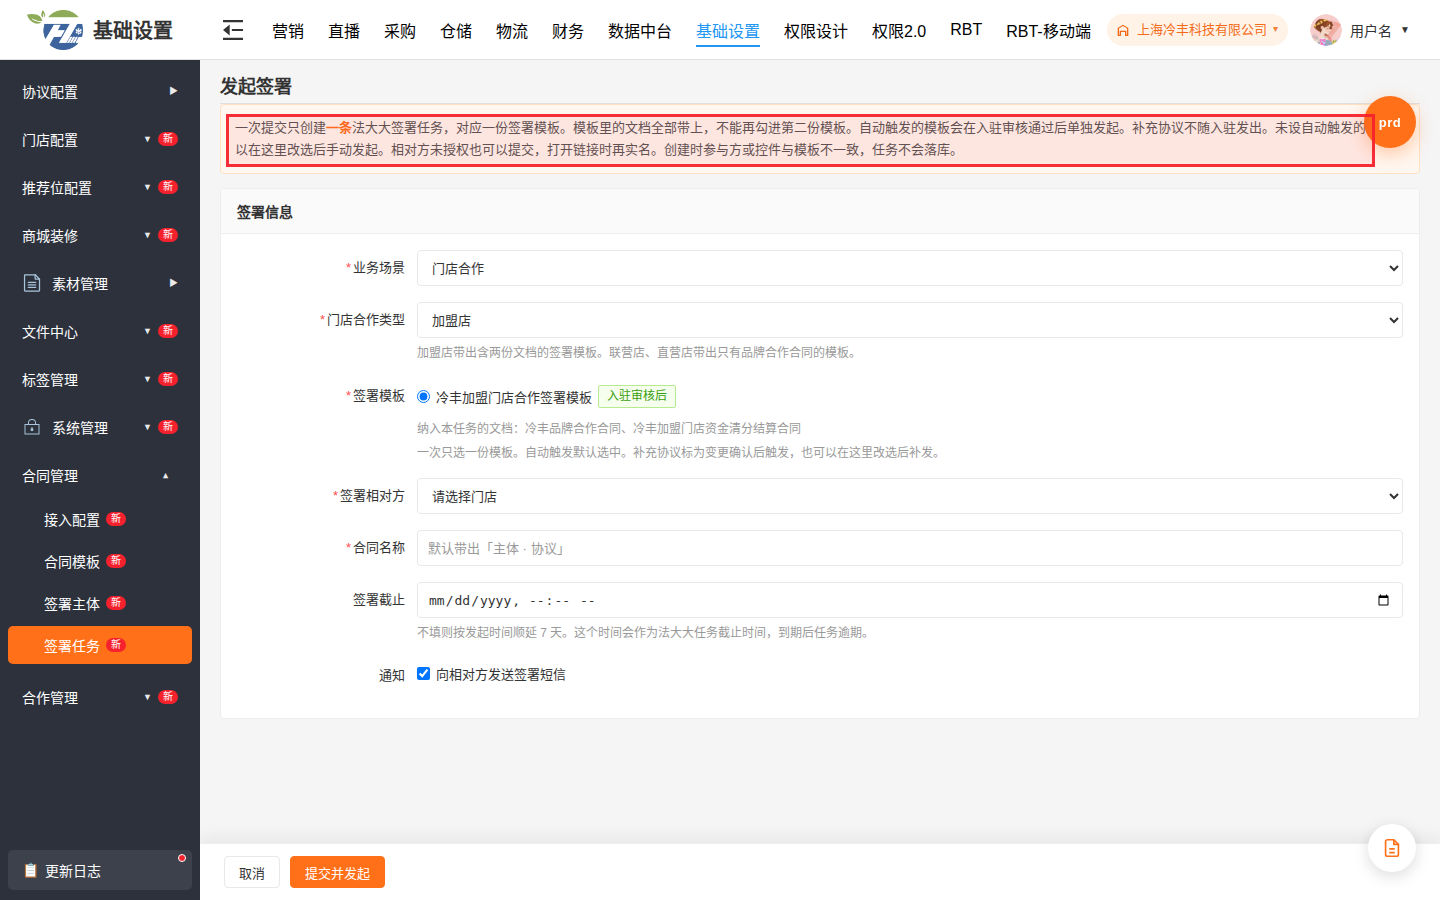 基础设置
营销 直播 采购 仓储 物流 财务 数据中台 基础设置 权限设计 权限2.0 RBT RBT-移动端 上海冷丰科技有限公司 用户名
协议配置
门店配置 新
推荐位配置 新
商城装修 新
素材管理
文件中心 新
标签管理 新
系统管理 新
合同管理
接入配置 新
合同模板 新
签署主体 新
签署任务 新
合作管理 新
更新日志
发起签署
一次提交只创建一条法大大签署任务，对应一份签署模板。模板里的文档全部带上，不能再勾进第二份模板。自动触发的模板会在入驻审核通过后单独发起。补充协议不随入驻发出。未设自动触发的
以在这里改选后手动发起。相对方未授权也可以提交，打开链接时再实名。创建时参与方或控件与模板不一致，任务不会落库。
prd
签署信息
*业务场景 门店合作
*门店合作类型 加盟店
加盟店带出含两份文档的签署模板。联营店、直营店带出只有品牌合作合同的模板。
*签署模板 冷丰加盟门店合作签署模板 入驻审核后
纳入本任务的文档：冷丰品牌合作合同、冷丰加盟门店资金清分结算合同
一次只选一份模板。自动触发默认选中。补充协议标为变更确认后触发，也可以在这里改选后补发。
*签署相对方 请选择门店
*合同名称 默认带出「主体 · 协议」
签署截止 mm/dd/yyyy, --:-- --
不填则按发起时间顺延 7 天。这个时间会作为法大大任务截止时间，到期后任务逾期。
通知 向相对方发送签署短信
取消 提交并发起